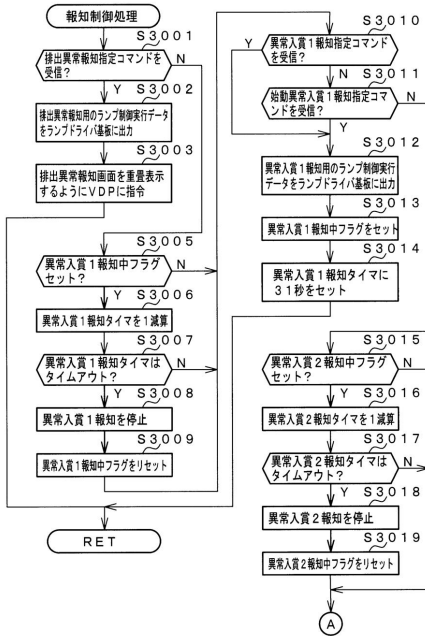 報知制御処理
S3001
排出異常報知指定コマンドを
受信?
N
Y
S3002
排出異常報知用のランプ制御実行データ
をランプドライバ基板に出力
S3003
排出異常報知画面を重畳表示
するようにVDPに指令
S3005
異常入賞1報知中フラグ
セット?
N
Y
S3006
異常入賞1報知タイマを1減算
S3007
異常入賞1報知タイマは
タイムアウト?
N
Y
S3008
異常入賞1報知を停止
S3009
異常入賞1報知中フラグをリセット
RET
S3010
異常入賞1報知指定コマンド
を受信?
Y
N
S3011
始動異常入賞1報知指定コマ
ンドを受信?
N
Y
S3012
異常入賞1報知用のランプ制御実行
データをランプドライバ基板に出力
S3013
異常入賞1報知中フラグをセット
S3014
異常入賞1報知タイマに
31秒をセット
S3015
異常入賞2報知中フラグ
セット?
N
Y
S3016
異常入賞2報知タイマを1減算
S3017
異常入賞2報知タイマは
タイムアウト?
N
Y
S3018
異常入賞2報知を停止
S3019
異常入賞2報知中フラグをリセット
A